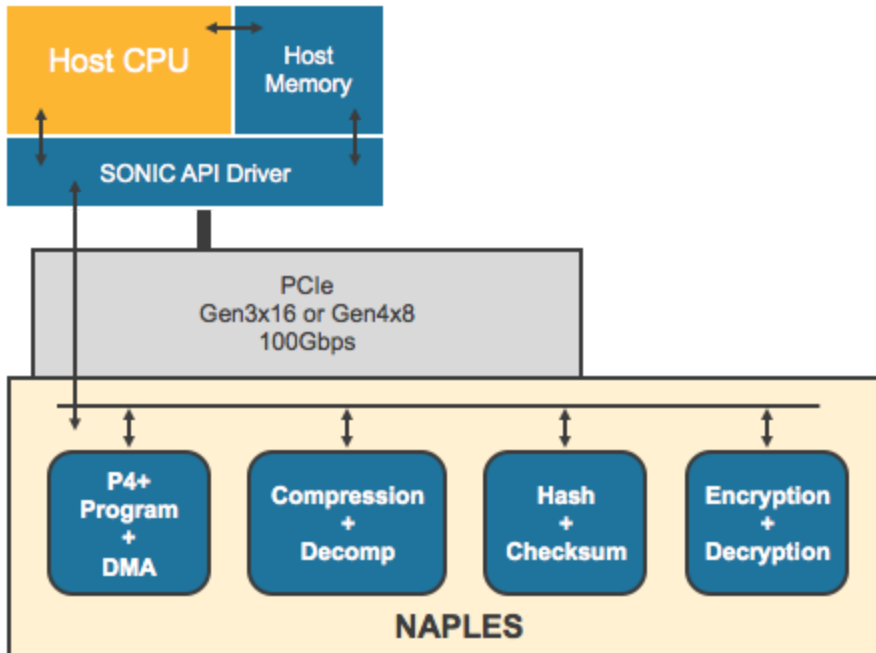 Host CPU
Host
Memory
SONIC API Driver
PCIe
Gen3x16 or Gen4x8
100Gbps
P4+
Program
+
DMA
Compression
+
Decomp
Hash
+
Checksum
Encryption
+
Decryption
NAPLES